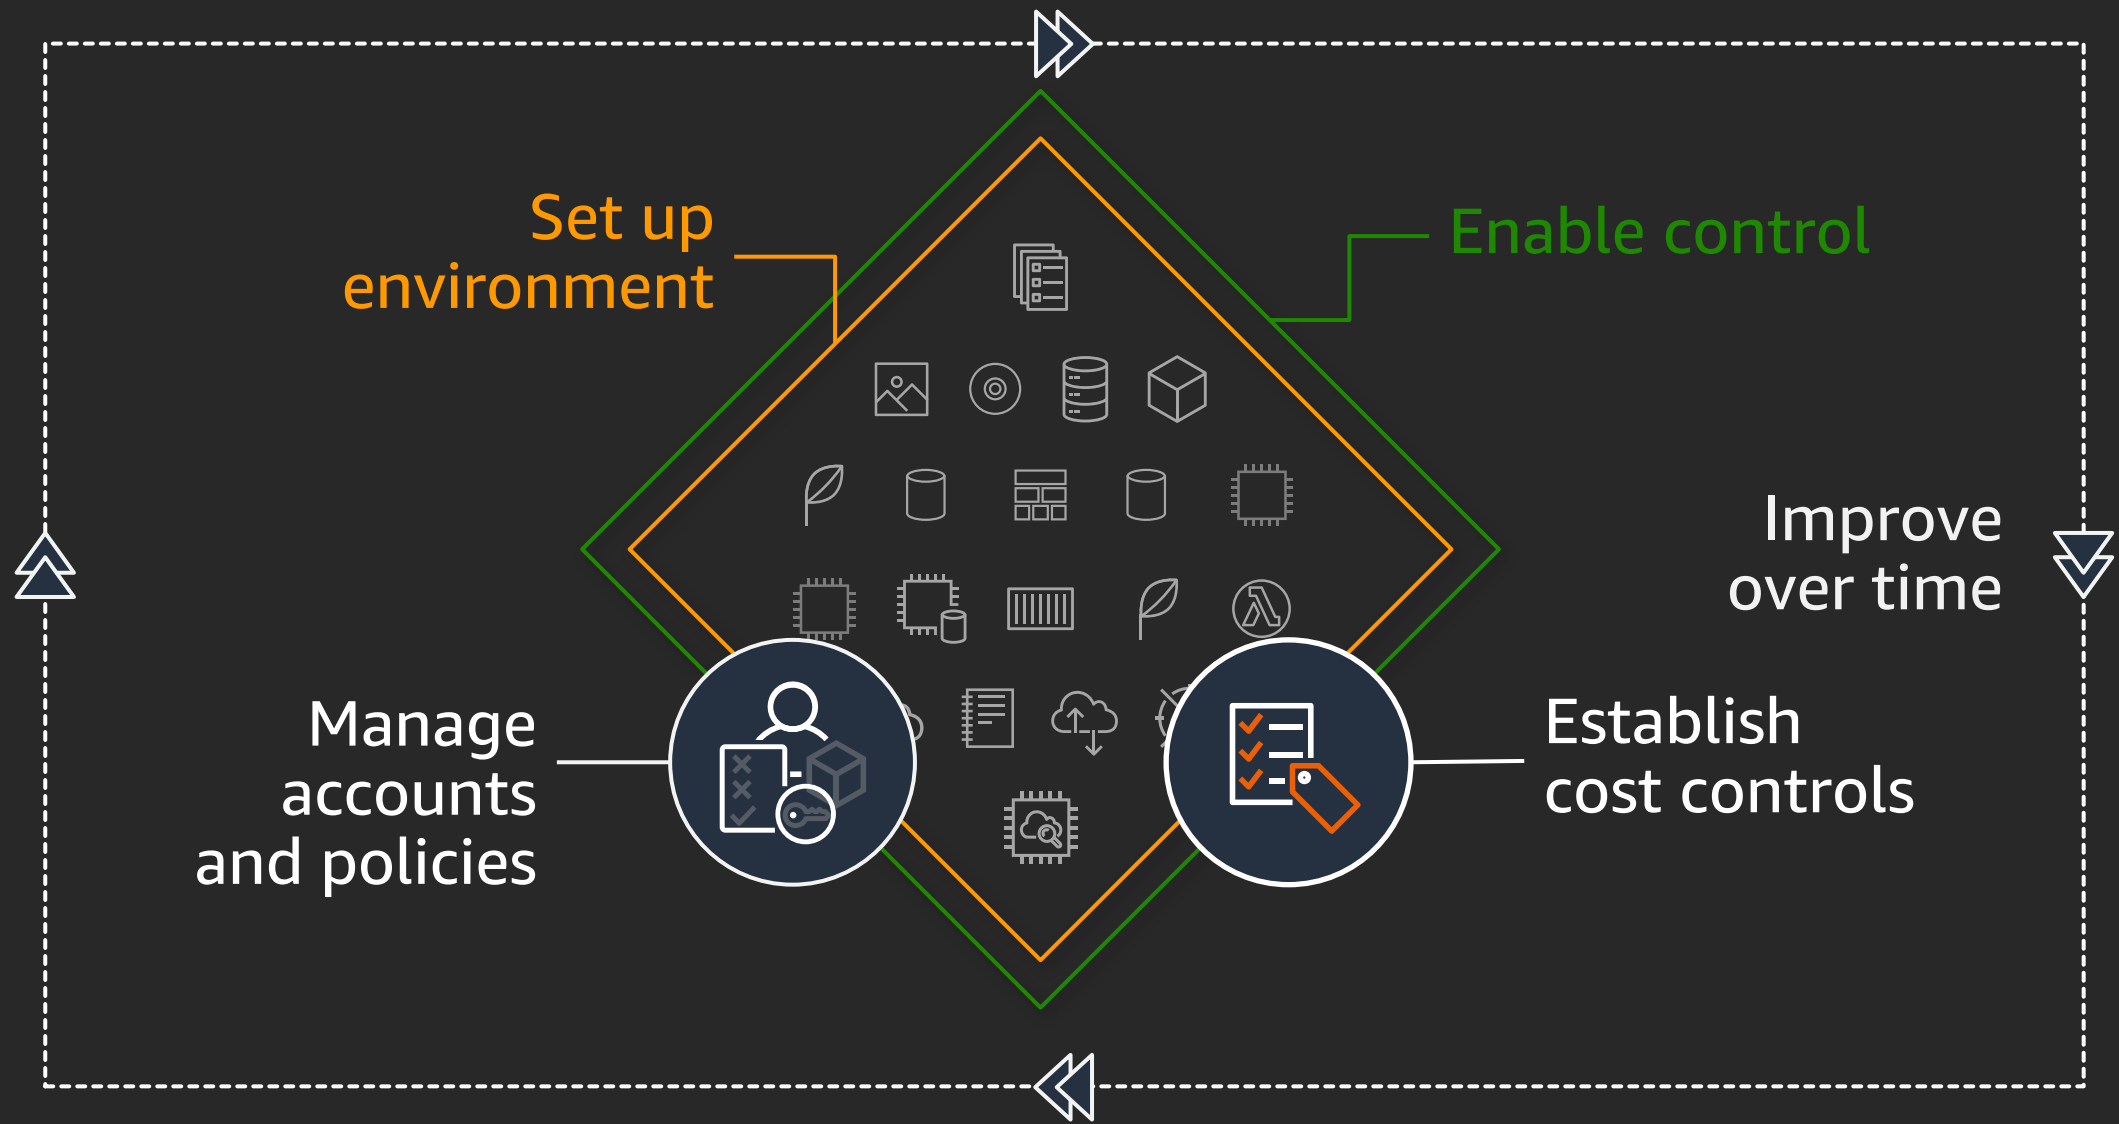 Set up
environment
Enable control
Improve
over time
Manage
accounts
and policies
Establish
cost controls